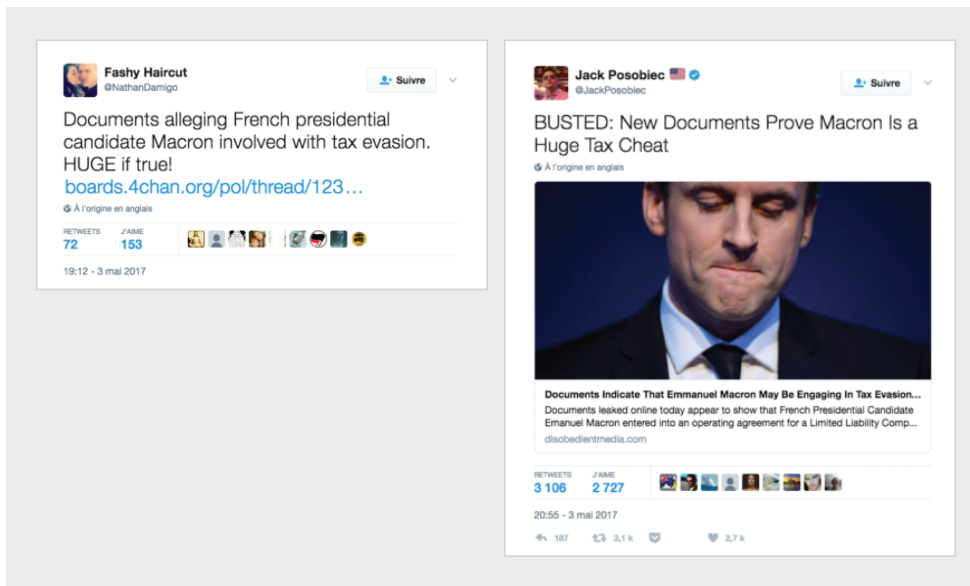 Fashy Haircut
@NathanDamigo
Suivre
Documents alleging French presidential
candidate Macron involved with tax evasion.
HUGE if true!
boards.4chan.org/pol/thread/123…
À l'origine en anglais
RETWEETS J'AIME
72 153
19:12 - 3 mai 2017
Jack Posobiec
@JackPosobiec
Suivre
BUSTED: New Documents Prove Macron Is a
Huge Tax Cheat
À l'origine en anglais
Documents Indicate That Emmanuel Macron May Be Engaging In Tax Evasion...
Documents leaked online today appear to show that French Presidential Candidate
Emanuel Macron entered into an operating agreement for a Limited Liability Comp...
disobedientmedia.com
RETWEETS J'AIME
3 106 2 727
20:55 - 3 mai 2017
187 3,1 k 2,7 k